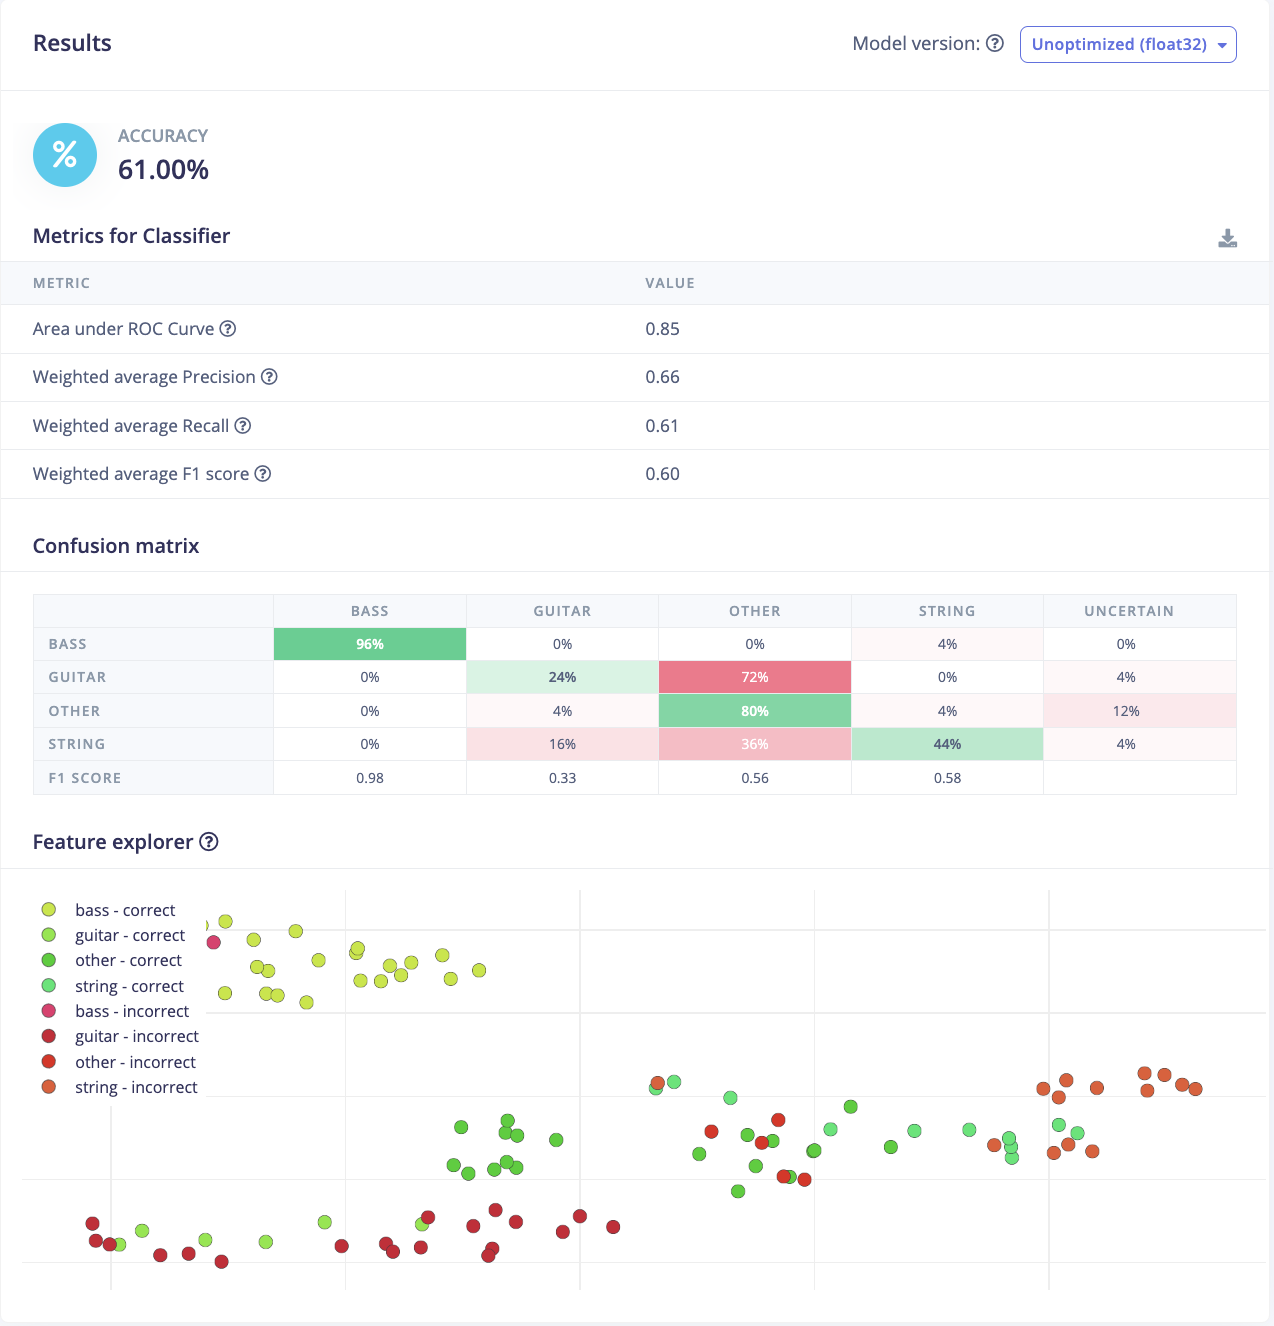 Results
Model version: Unoptimized (float32)
%
ACCURACY
61.00%
Metrics for Classifier
METRIC VALUE
Area under ROC Curve ? 0.85
Weighted average Precision ? 0.66
Weighted average Recall ? 0.61
Weighted average F1 score ? 0.60
Confusion matrix
BASS GUITAR OTHER STRING UNCERTAIN
BASS 96% 0% 0% 4% 0%
GUITAR 0% 24% 72% 0% 4%
OTHER 0% 4% 80% 4% 12%
STRING 0% 16% 36% 44% 4%
F1 SCORE 0.98 0.33 0.56 0.58
Feature explorer ?
bass - correct
guitar - correct
other - correct
string - correct
bass - incorrect
guitar - incorrect
other - incorrect
string - incorrect